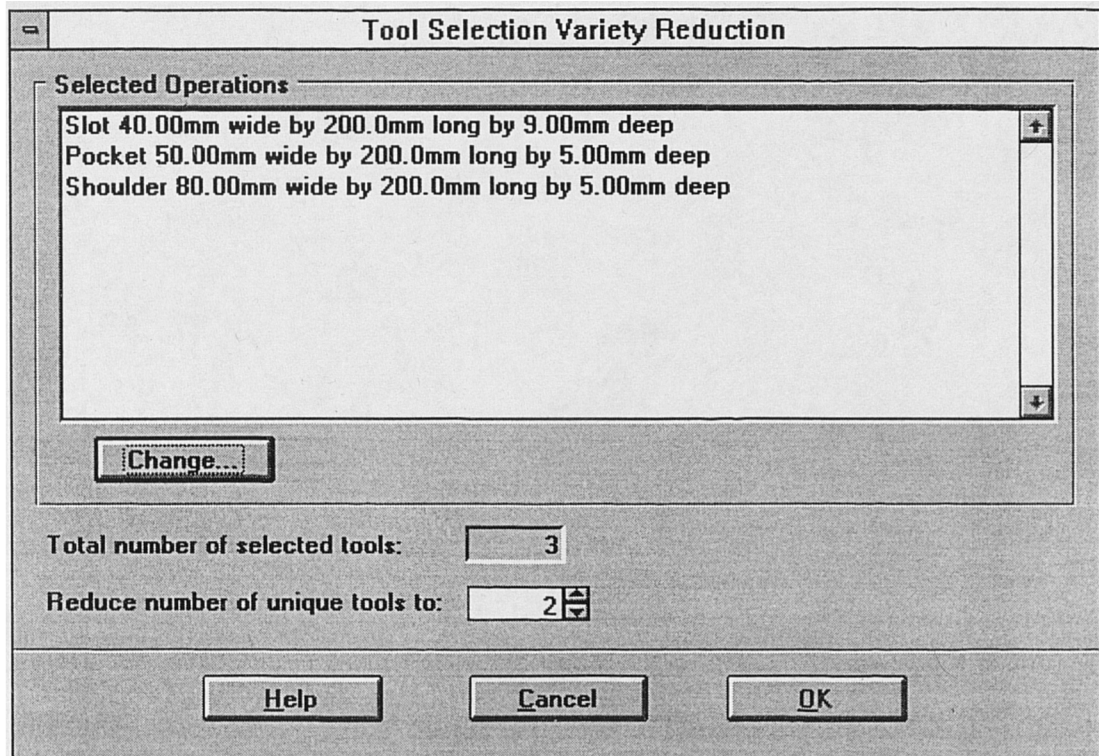 Tool Selection Variety Reduction
Selected Operations
Slot 40.00mm wide by 200.0mm long by 9.00mm deep
Pocket 50.00mm wide by 200.0mm long by 5.00mm deep
Shoulder 80.00mm wide by 200.0mm long by 5.00mm deep
Change...
Total number of selected tools: 3
Reduce number of unique tools to: 2
Help Cancel OK